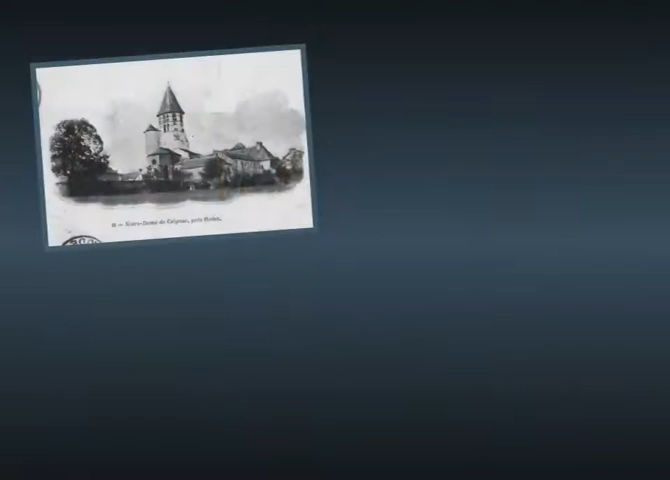 — Notre-Dame de Ceignac, près Rodez.